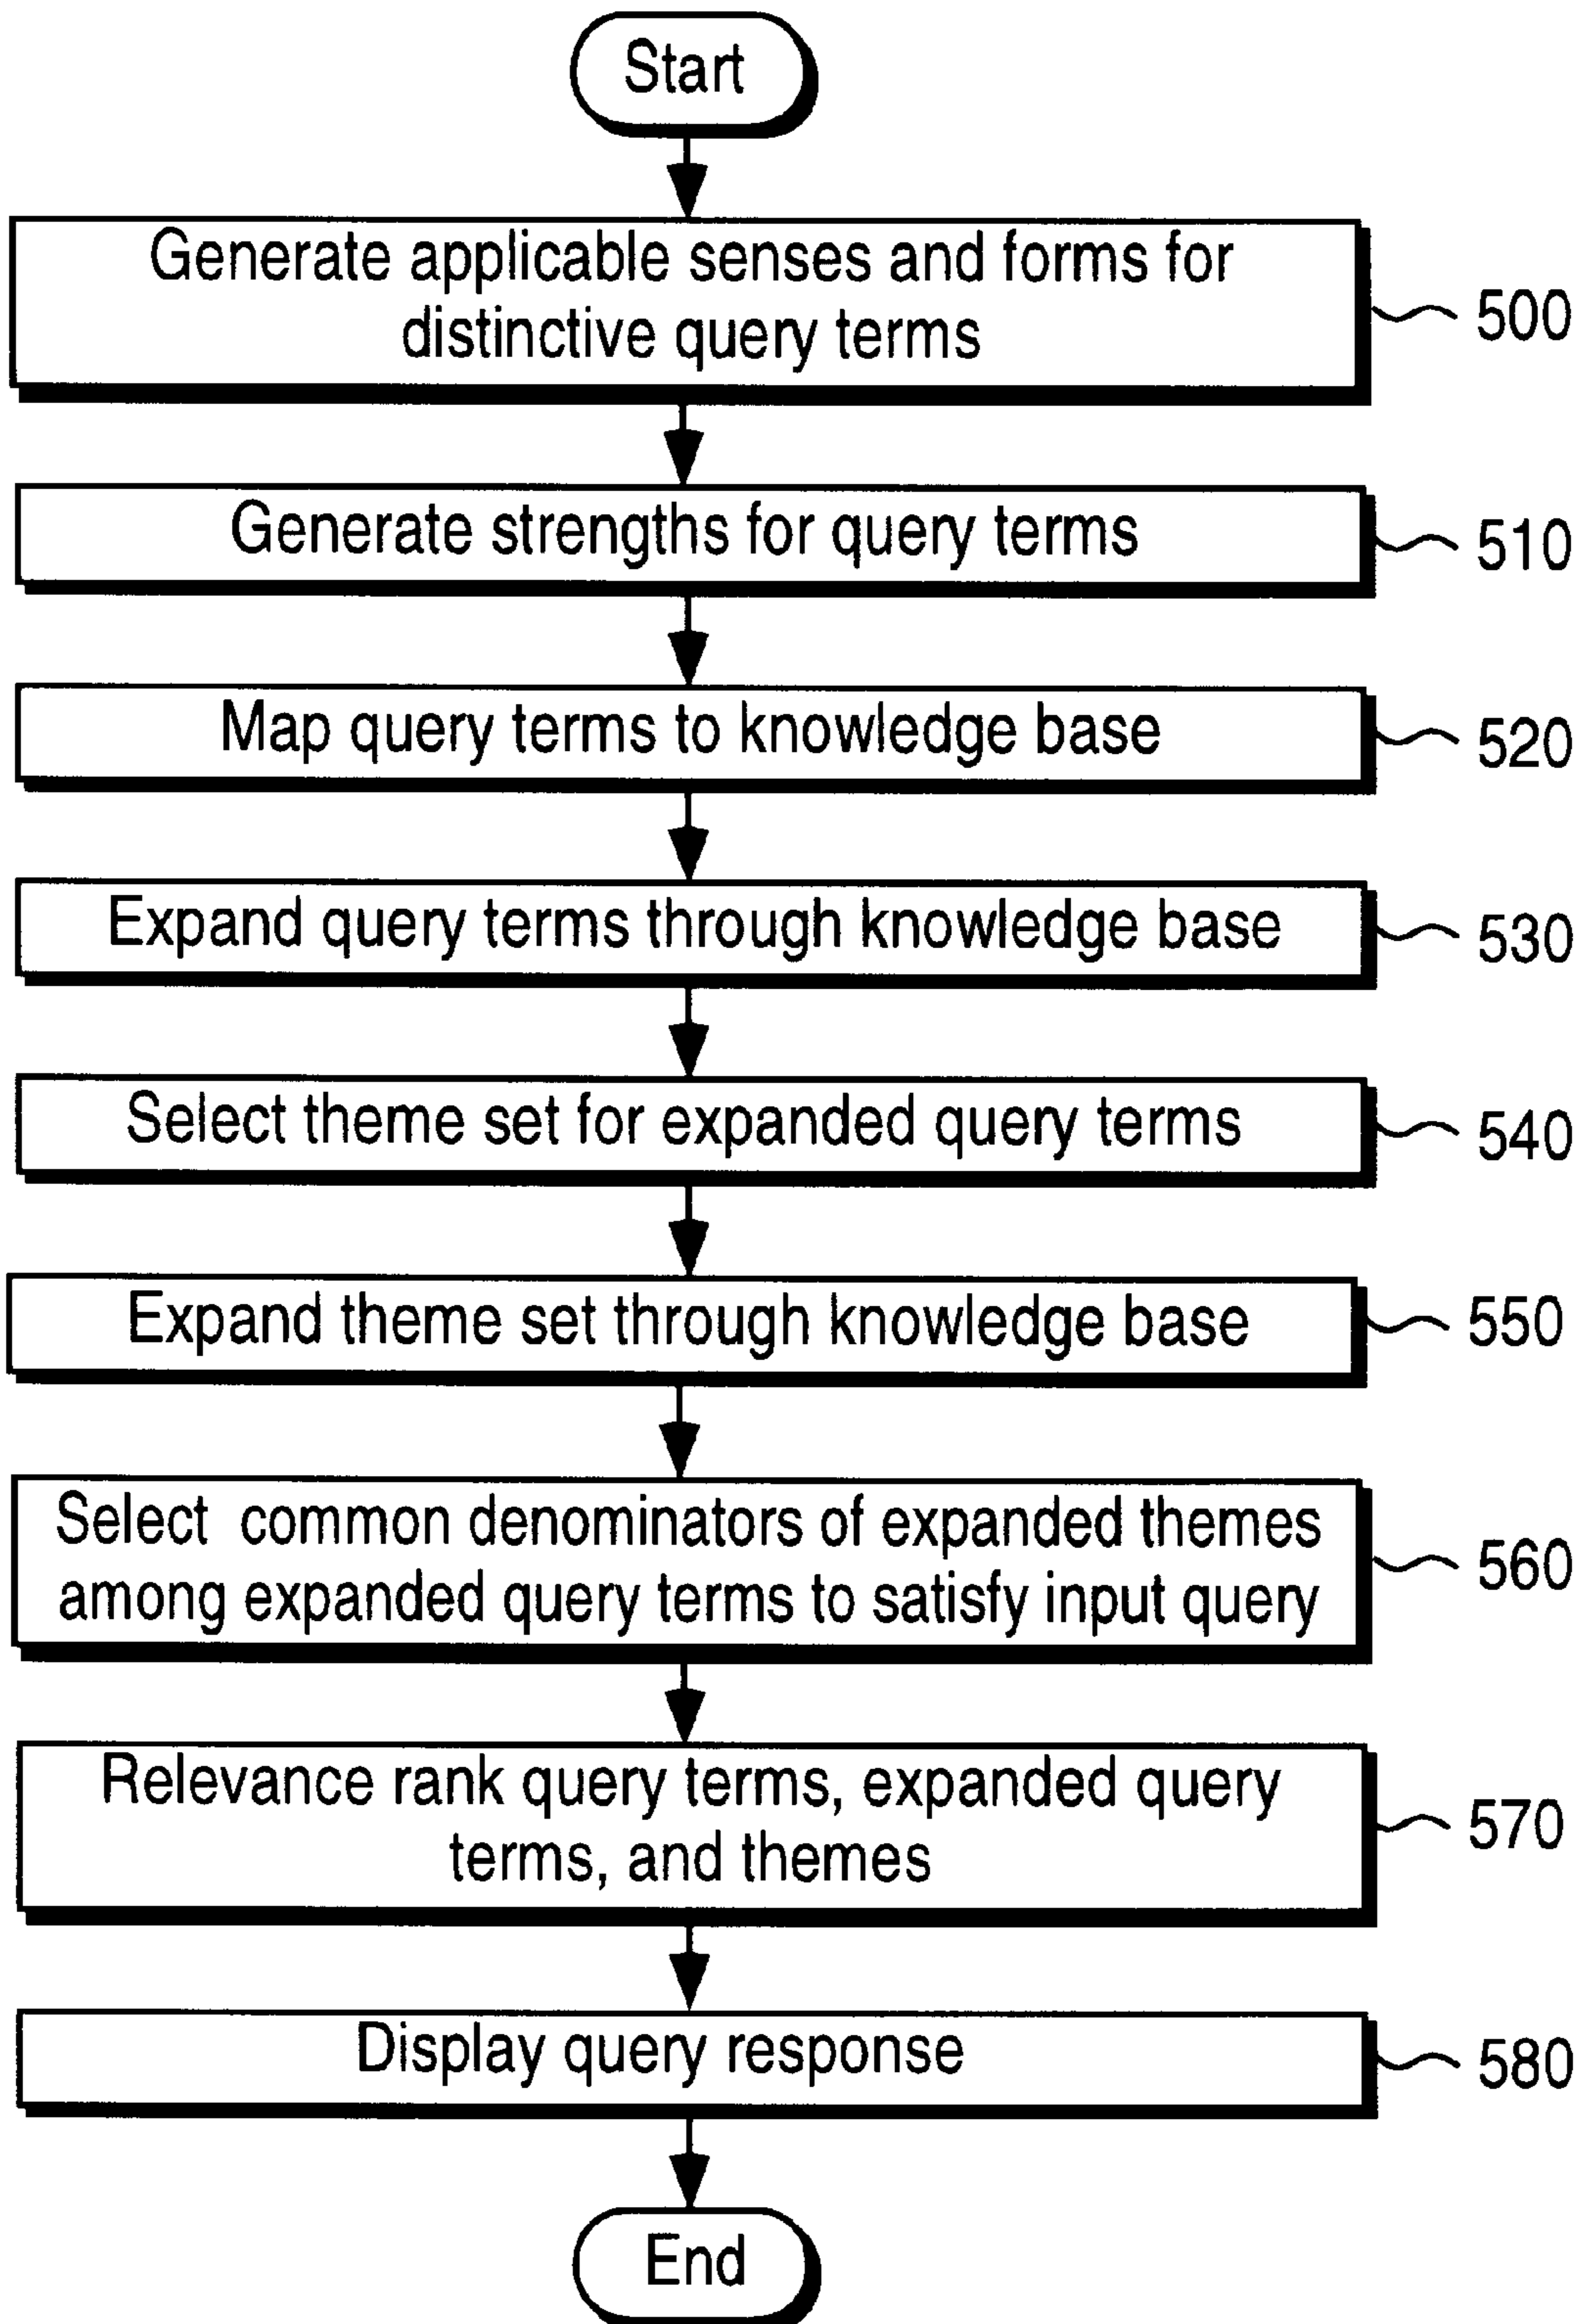 Start
Generate applicable senses and forms for
distinctive query terms
500
Generate strengths for query terms
510
Map query terms to knowledge base
520
Expand query terms through knowledge base
530
Select theme set for expanded query terms
540
Expand theme set through knowledge base
550
Select common denominators of expanded themes
among expanded query terms to satisfy input query
560
Relevance rank query terms, expanded query
terms, and themes
570
Display query response
580
End